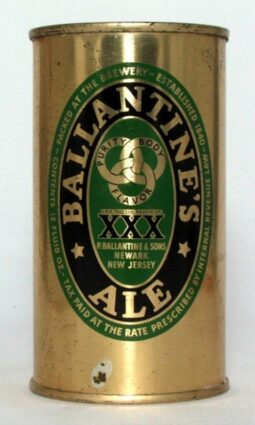 PACKED AT THE BREWERY - ESTABLISHED 1840 -
CONTENTS 12 FLUID OZ. - TAX PAID AT THE RATE PRESCRIBED BY INTERNAL REVENUE LAW -
BALLANTINE'S
PURITY BODY
FLAVOR
XXX
P. BALLANTINE & SONS
NEWARK
NEW JERSEY
ALE